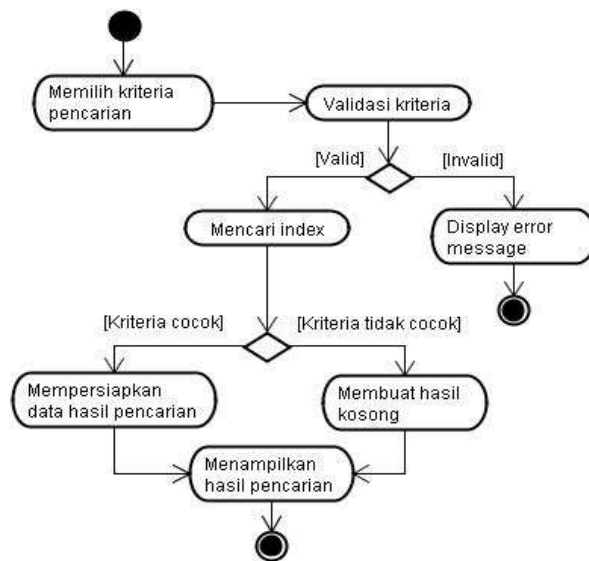 Memilih kriteria
pencarian
Validasi kriteria
[Valid]
[Invalid]
Mencari index
Display error
message
[Kriteria cocok]
[Kriteria tidak cocok]
Mempersiapkan
data hasil pencarian
Membuat hasil
kosong
Menampilkan
hasil pencarian